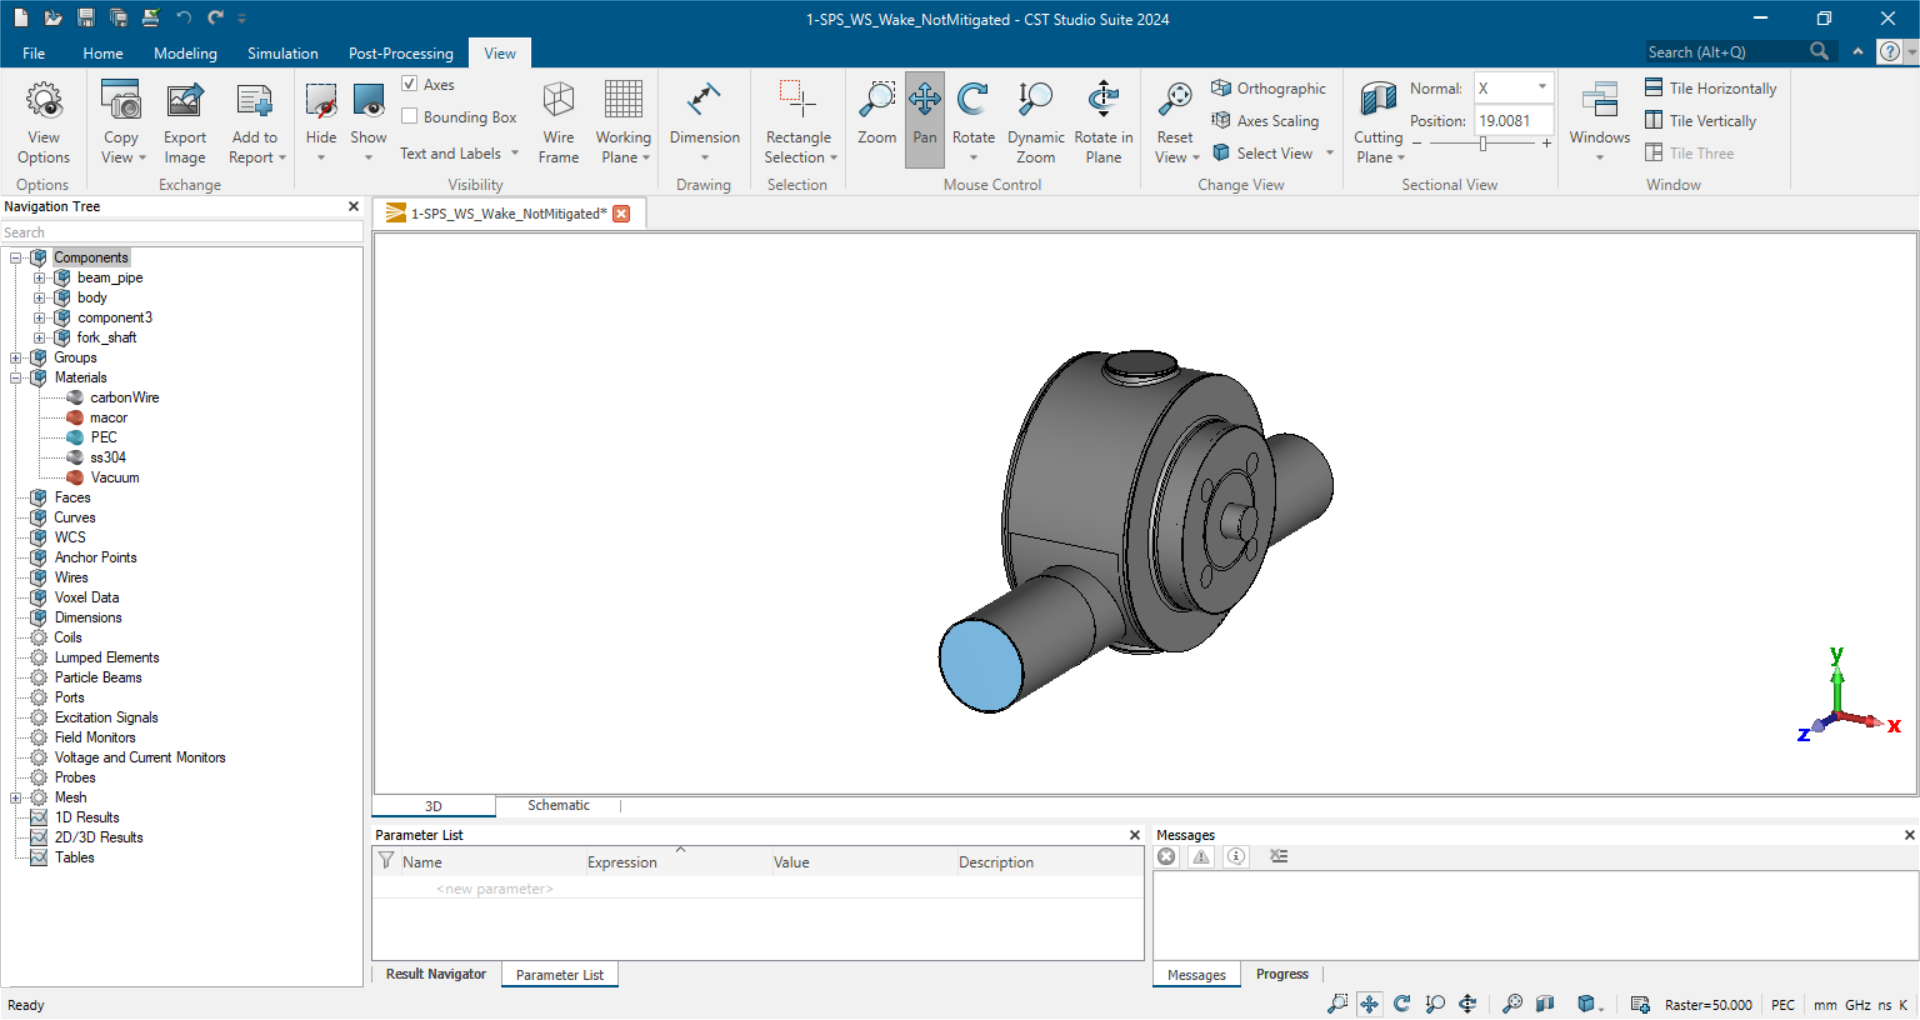 1-SPS_WS_Wake_NotMitigated - CST Studio Suite 2024
File Home Modeling Simulation Post-Processing View Search (Alt+Q)
View Options
Options
Copy View
Export Image
Add to Report
Exchange
Hide
Show
Axes
Bounding Box
Text and Labels
Wire Frame
Working Plane
Visibility
Dimension
Drawing
Rectangle Selection
Selection
Zoom
Pan
Rotate
Dynamic Zoom
Rotate in Plane
Mouse Control
Reset View
Orthographic
Axes Scaling
Select View
Change View
Cutting Plane
Normal: X
Position: 19.0081
Sectional View
Windows
Tile Horizontally
Tile Vertically
Tile Three
Window
Navigation Tree
Search
Components
beam_pipe
body
component3
fork_shaft
Groups
Materials
carbonWire
macor
PEC
ss304
Vacuum
Faces
Curves
WCS
Anchor Points
Wires
Voxel Data
Dimensions
Coils
Lumped Elements
Particle Beams
Ports
Excitation Signals
Field Monitors
Voltage and Current Monitors
Probes
Mesh
1D Results
2D/3D Results
Tables
1-SPS_WS_Wake_NotMitigated*
y
z
x
3D Schematic
Parameter List
Name Expression Value Description
<new parameter>
Result Navigator Parameter List
Messages
Messages Progress
Ready
Raster=50.000 PEC mm GHz ns K